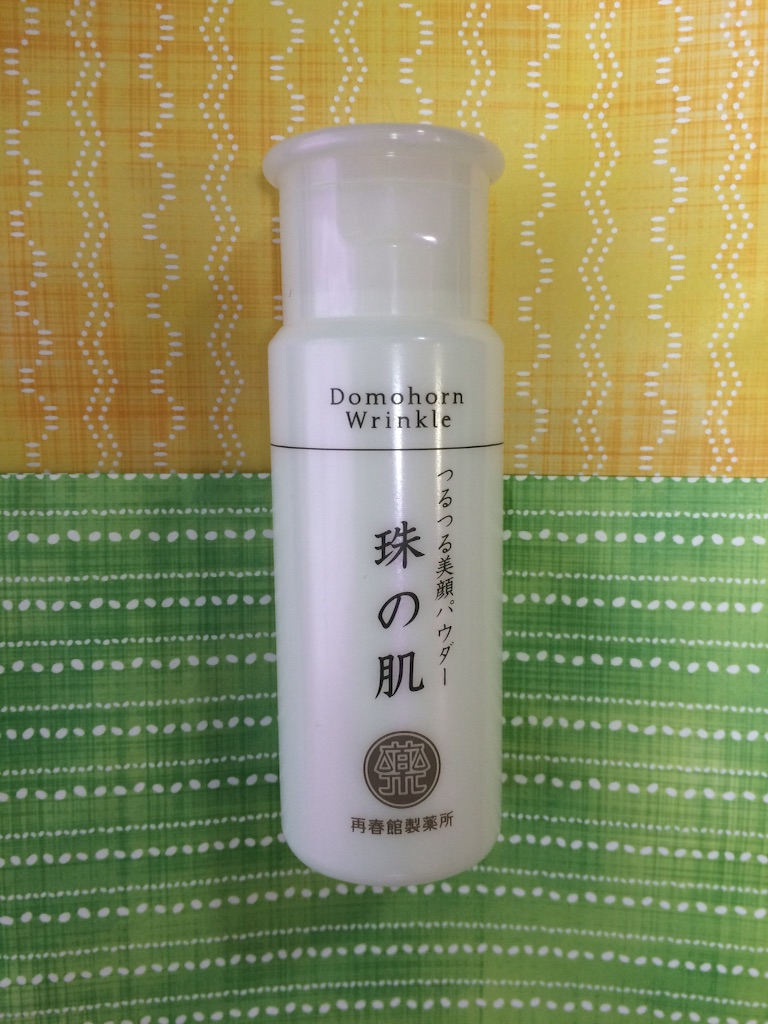 Domohorn
Wrinkle
つるつる美顔パウダー
珠の肌
薬
再春館製薬所